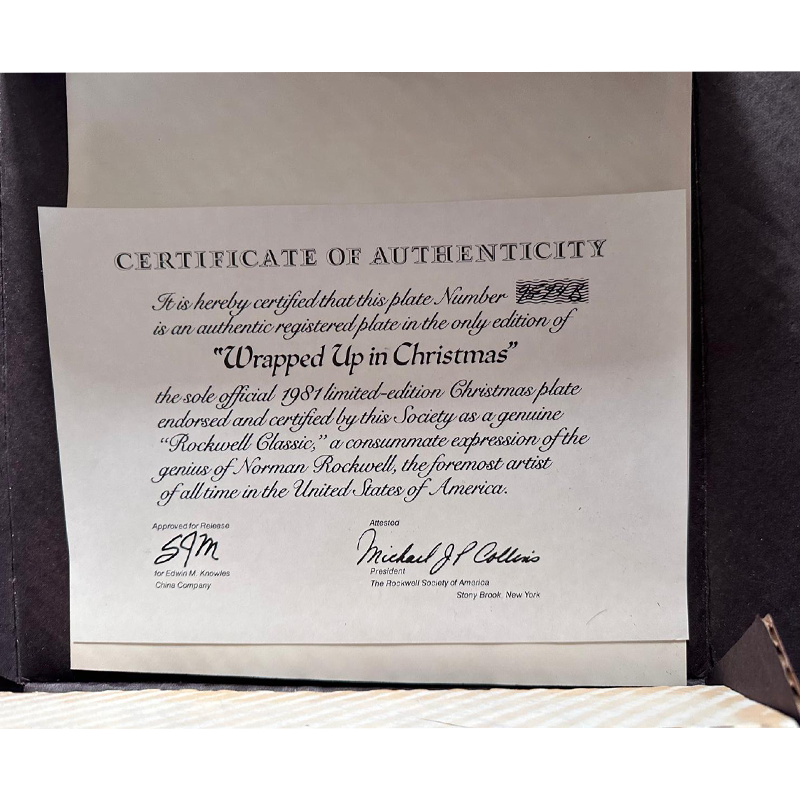 CERTIFICATE OF AUTHENTICITY
It is hereby certified that this plate Number
is an authentic registered plate in the only edition of
"Wrapped Up in Christmas"
the sole official 1981 limited-edition Christmas plate
endorsed and certified by this Society as a genuine
"Rockwell Classic," a consummate expression of the
genius of Norman Rockwell, the foremost artist
of all time in the United States of America.
Approved for Release
SJM
for Edwin M. Knowles
China Company
Attested
Michael J P Collins
President
The Rockwell Society of America
Stony Brook, New York